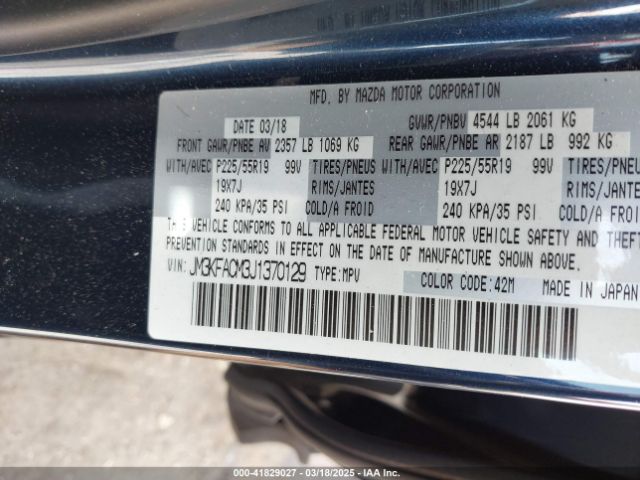 MFD. BY MAZDA MOTOR CORPORATION
DATE 03/18 GVWR/PNBV 4544 LB 2061 KG
FRONT GAWR/PNBE AV 2357 LB 1069 KG REAR GAWR/PNBE AR 2187 LB 992 KG
WITH/AVEC P225/55R19 99V TIRES/PNEUS WITH/AVEC P225/55R19 99V TIRES/PNEUS
19X7J RIMS/JANTES 19X7J RIMS/JANTES
240 KPA/35 PSI COLD/A FROID 240 KPA/35 PSI COLD/A FROID
THIS VEHICLE CONFORMS TO ALL APPLICABLE FEDERAL MOTOR VEHICLE SAFETY AND THEFT
PREVENTION STANDARDS IN EFFECT ON THE DATE OF MANUFACTURE SHOWN ABOVE.
VIN: JM3KFACM3J1370129 TYPE: MPV COLOR CODE: 42M MADE IN JAPAN
000-41829027 - 03/18/2025 - IAA Inc.